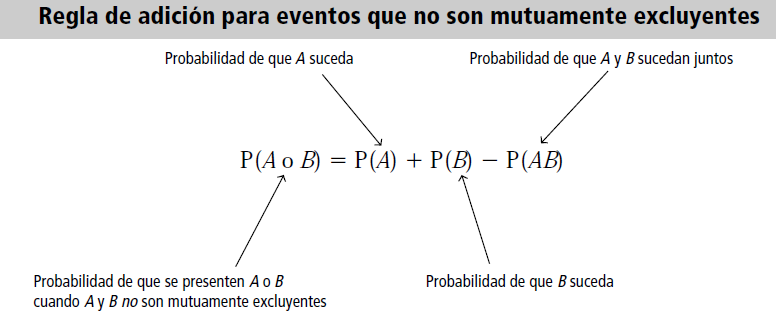 Regla de adición para eventos que no son mutuamente excluyentes
Probabilidad de que A suceda
Probabilidad de que A y B sucedan juntos
P(A o B) = P(A) + P(B) − P(AB)
Probabilidad de que se presenten A o B
cuando A y B no son mutuamente excluyentes
Probabilidad de que B suceda